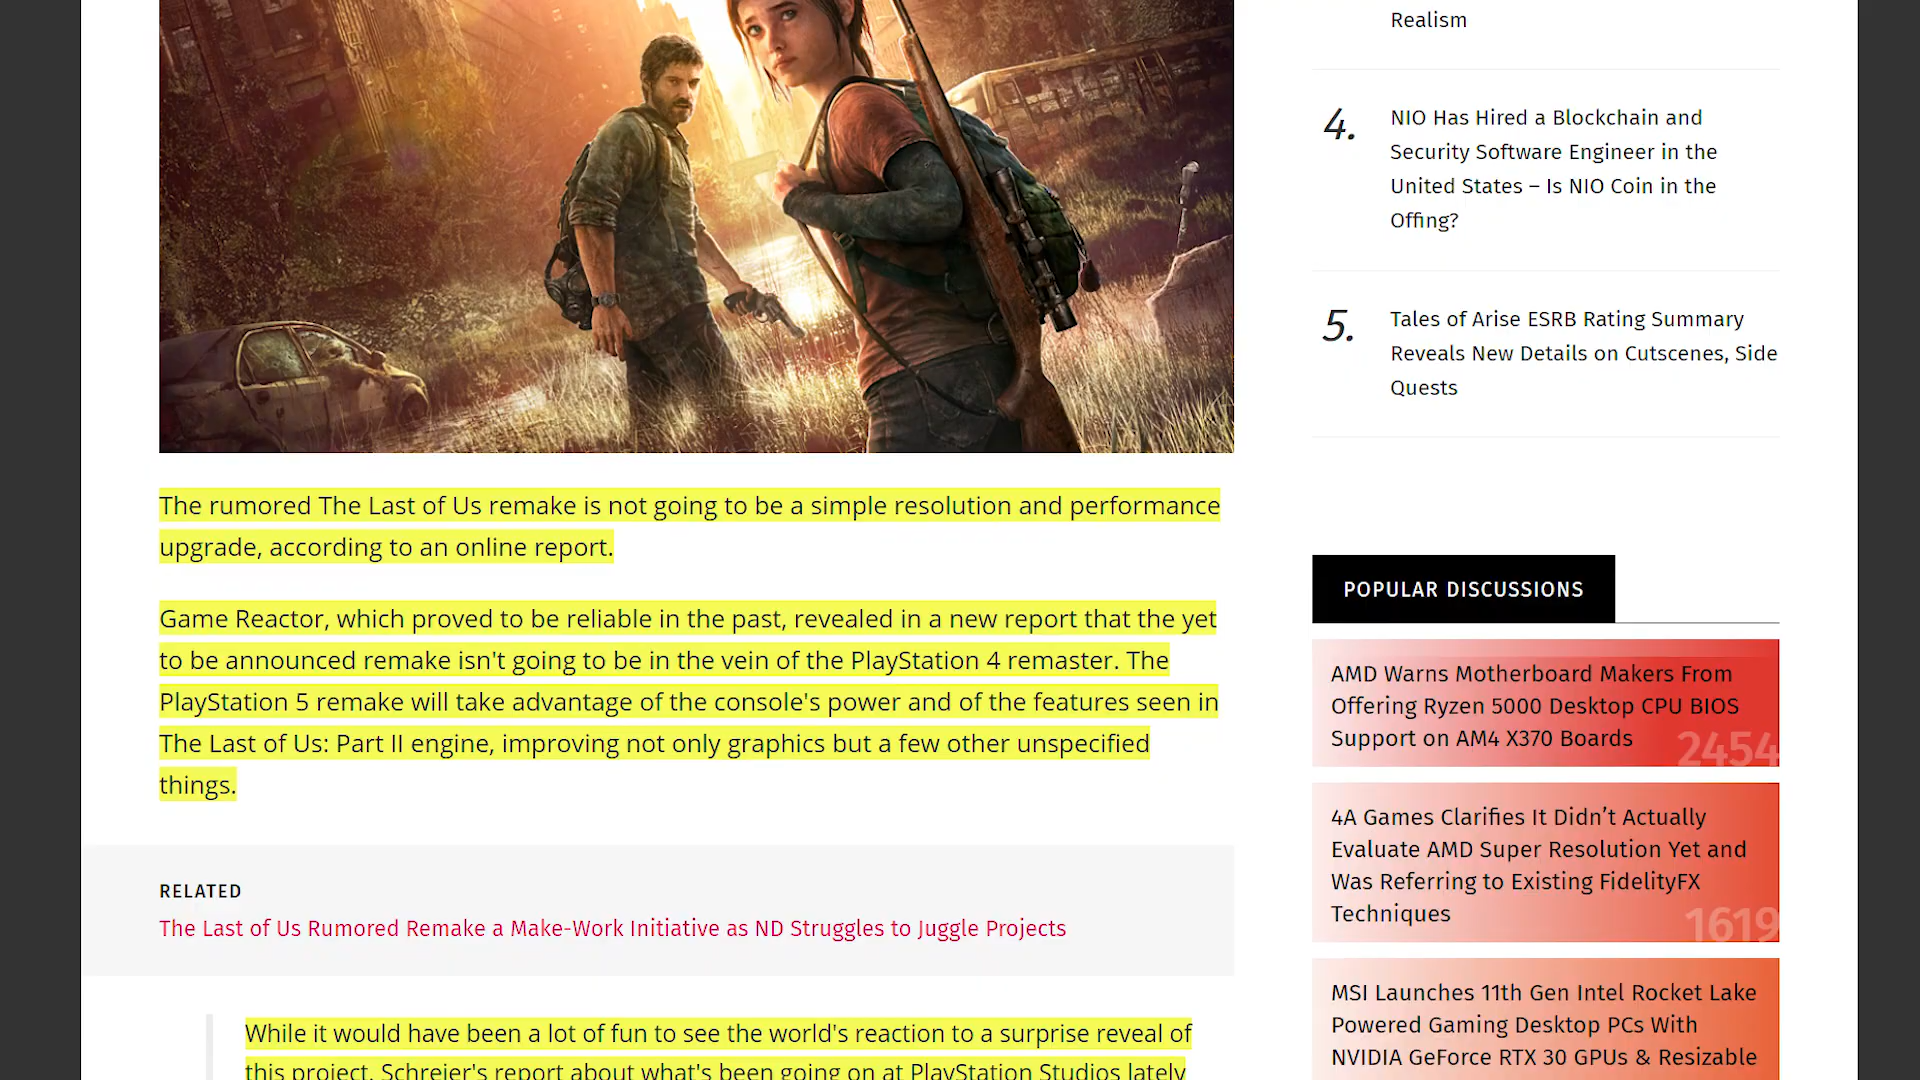 Realism
4.
NIO Has Hired a Blockchain and
Security Software Engineer in the
United States – Is NIO Coin in the
Offing?
5.
Tales of Arise ESRB Rating Summary
Reveals New Details on Cutscenes, Side
Quests
The rumored The Last of Us remake is not going to be a simple resolution and performance
upgrade, according to an online report.
Game Reactor, which proved to be reliable in the past, revealed in a new report that the yet
to be announced remake isn't going to be in the vein of the PlayStation 4 remaster. The
PlayStation 5 remake will take advantage of the console's power and of the features seen in
The Last of Us: Part II engine, improving not only graphics but a few other unspecified
things.
RELATED
The Last of Us Rumored Remake a Make-Work Initiative as ND Struggles to Juggle Projects
While it would have been a lot of fun to see the world's reaction to a surprise reveal of
this project, Schreier's report about what's been going on at PlayStation Studios lately
POPULAR DISCUSSIONS
AMD Warns Motherboard Makers From
Offering Ryzen 5000 Desktop CPU BIOS
Support on AM4 X370 Boards
2454
4A Games Clarifies It Didn’t Actually
Evaluate AMD Super Resolution Yet and
Was Referring to Existing FidelityFX
Techniques
1619
MSI Launches 11th Gen Intel Rocket Lake
Powered Gaming Desktop PCs With
NVIDIA GeForce RTX 30 GPUs & Resizable